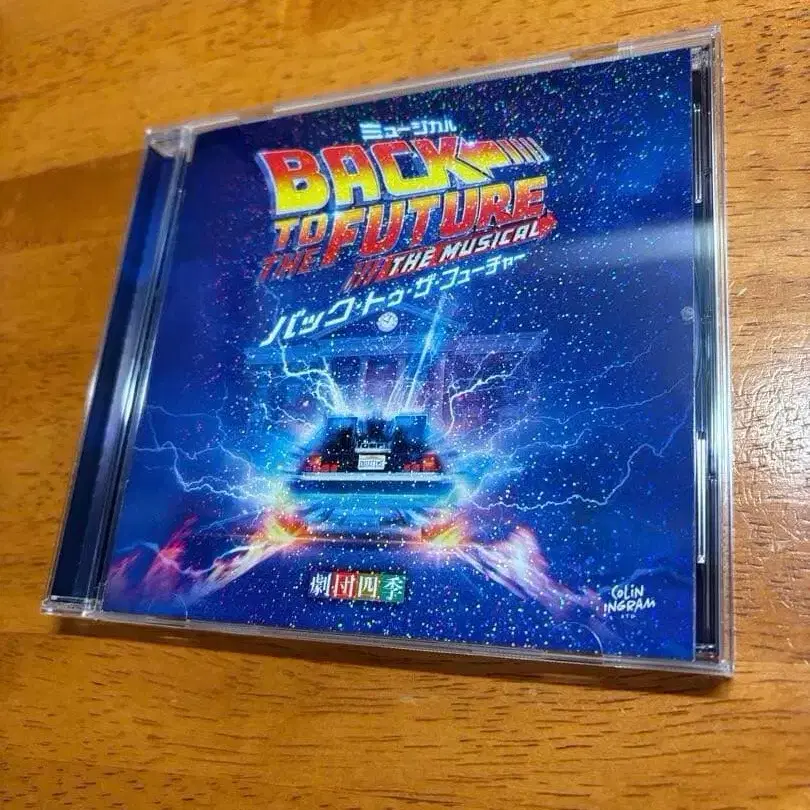 ミュージカル
BACK
TO THE FUTURE
THE MUSICAL
バック・トゥ・ザ・フューチャー
劇団四季
COLIN
INGRAM
LTD